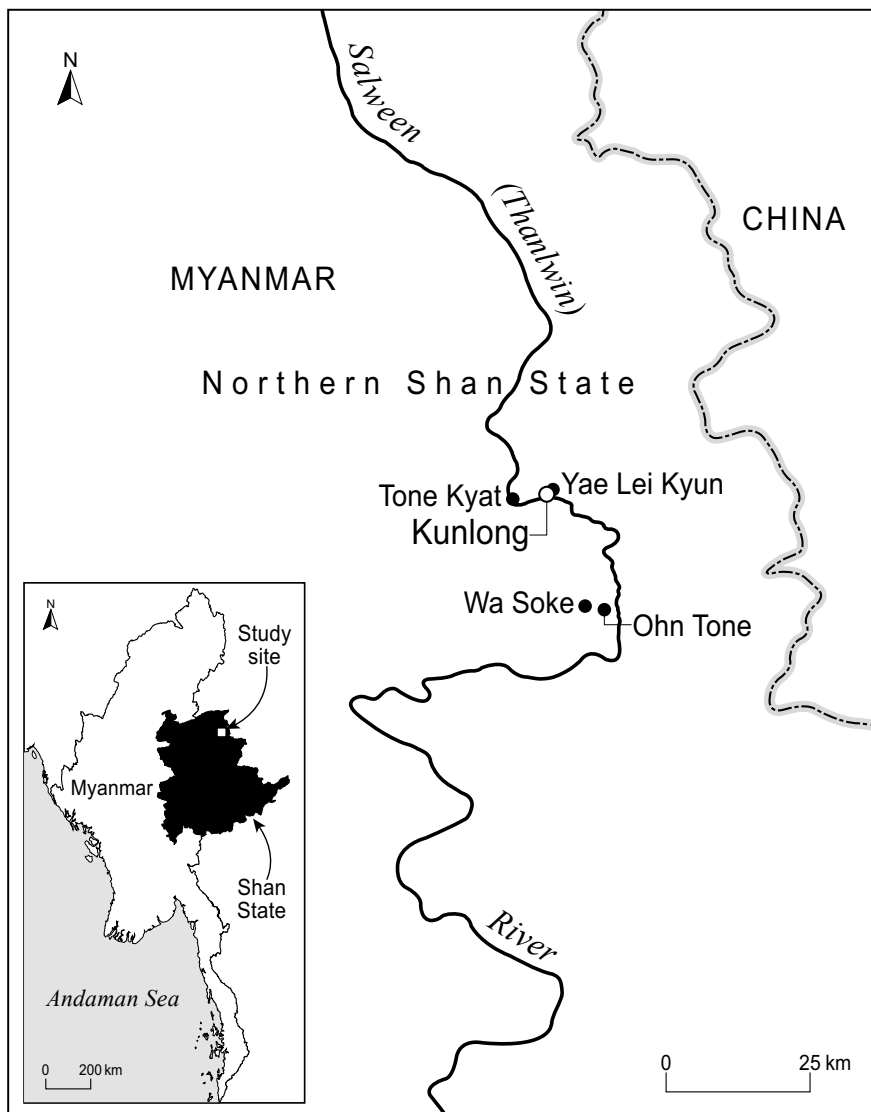 N
Salween
(Thanlwin)
CHINA
MYANMAR
Northern Shan State
Tone Kyat
Yae Lei Kyun
Kunlong
Wa Soke
Ohn Tone
River
0 25 km
N
Study
site
Myanmar
Shan
State
Andaman Sea
0 200 km